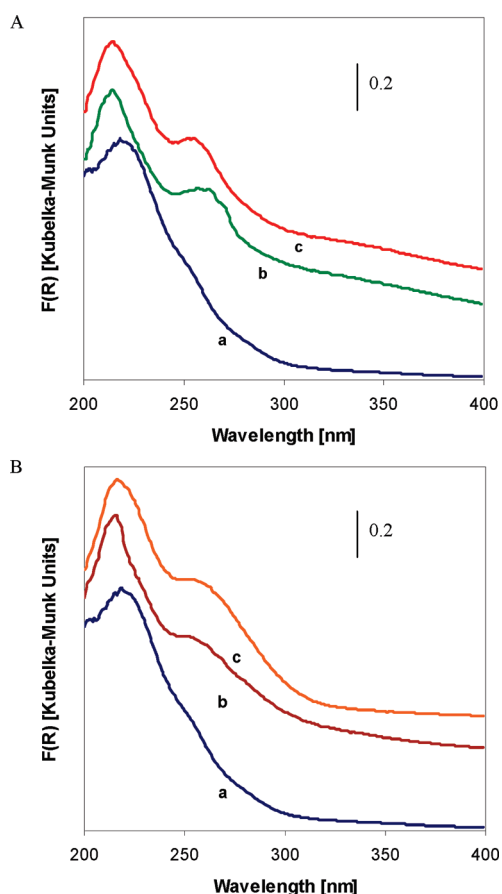 A
0.2
F(R) [Kubelka-Munk Units]
c
b
a
200 250 300 350 400
Wavelength [nm]
B
0.2
F(R) [Kubelka-Munk Units]
c
b
a
200 250 300 350 400
Wavelength [nm]